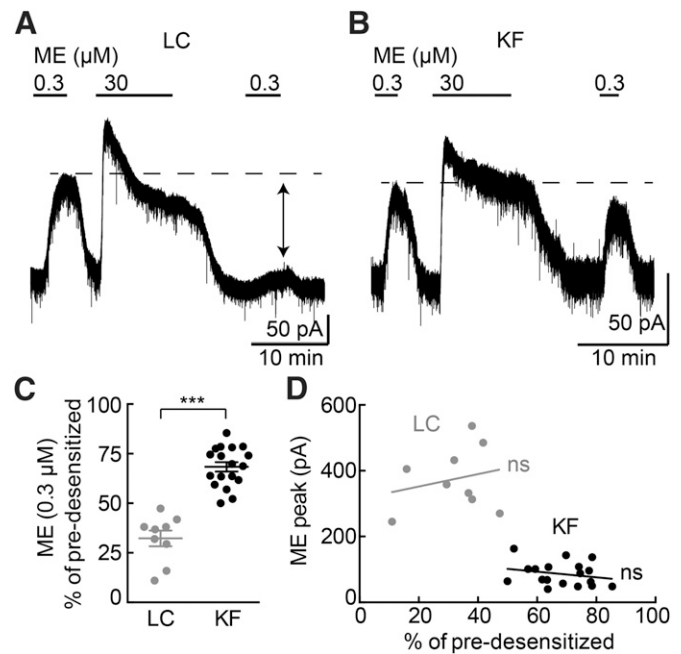 A
LC
ME (µM)
0.3 30 0.3
50 pA
10 min
B
KF
ME (µM)
0.3 30 0.3
50 pA
10 min
C
ME (0.3 µM)
% of pre-desensitized
100
75
50
25
0
***
LC KF
D
ME peak (pA)
600
400
200
0
LC
ns
KF
ns
0 20 40 60 80 100
% of pre-desensitized